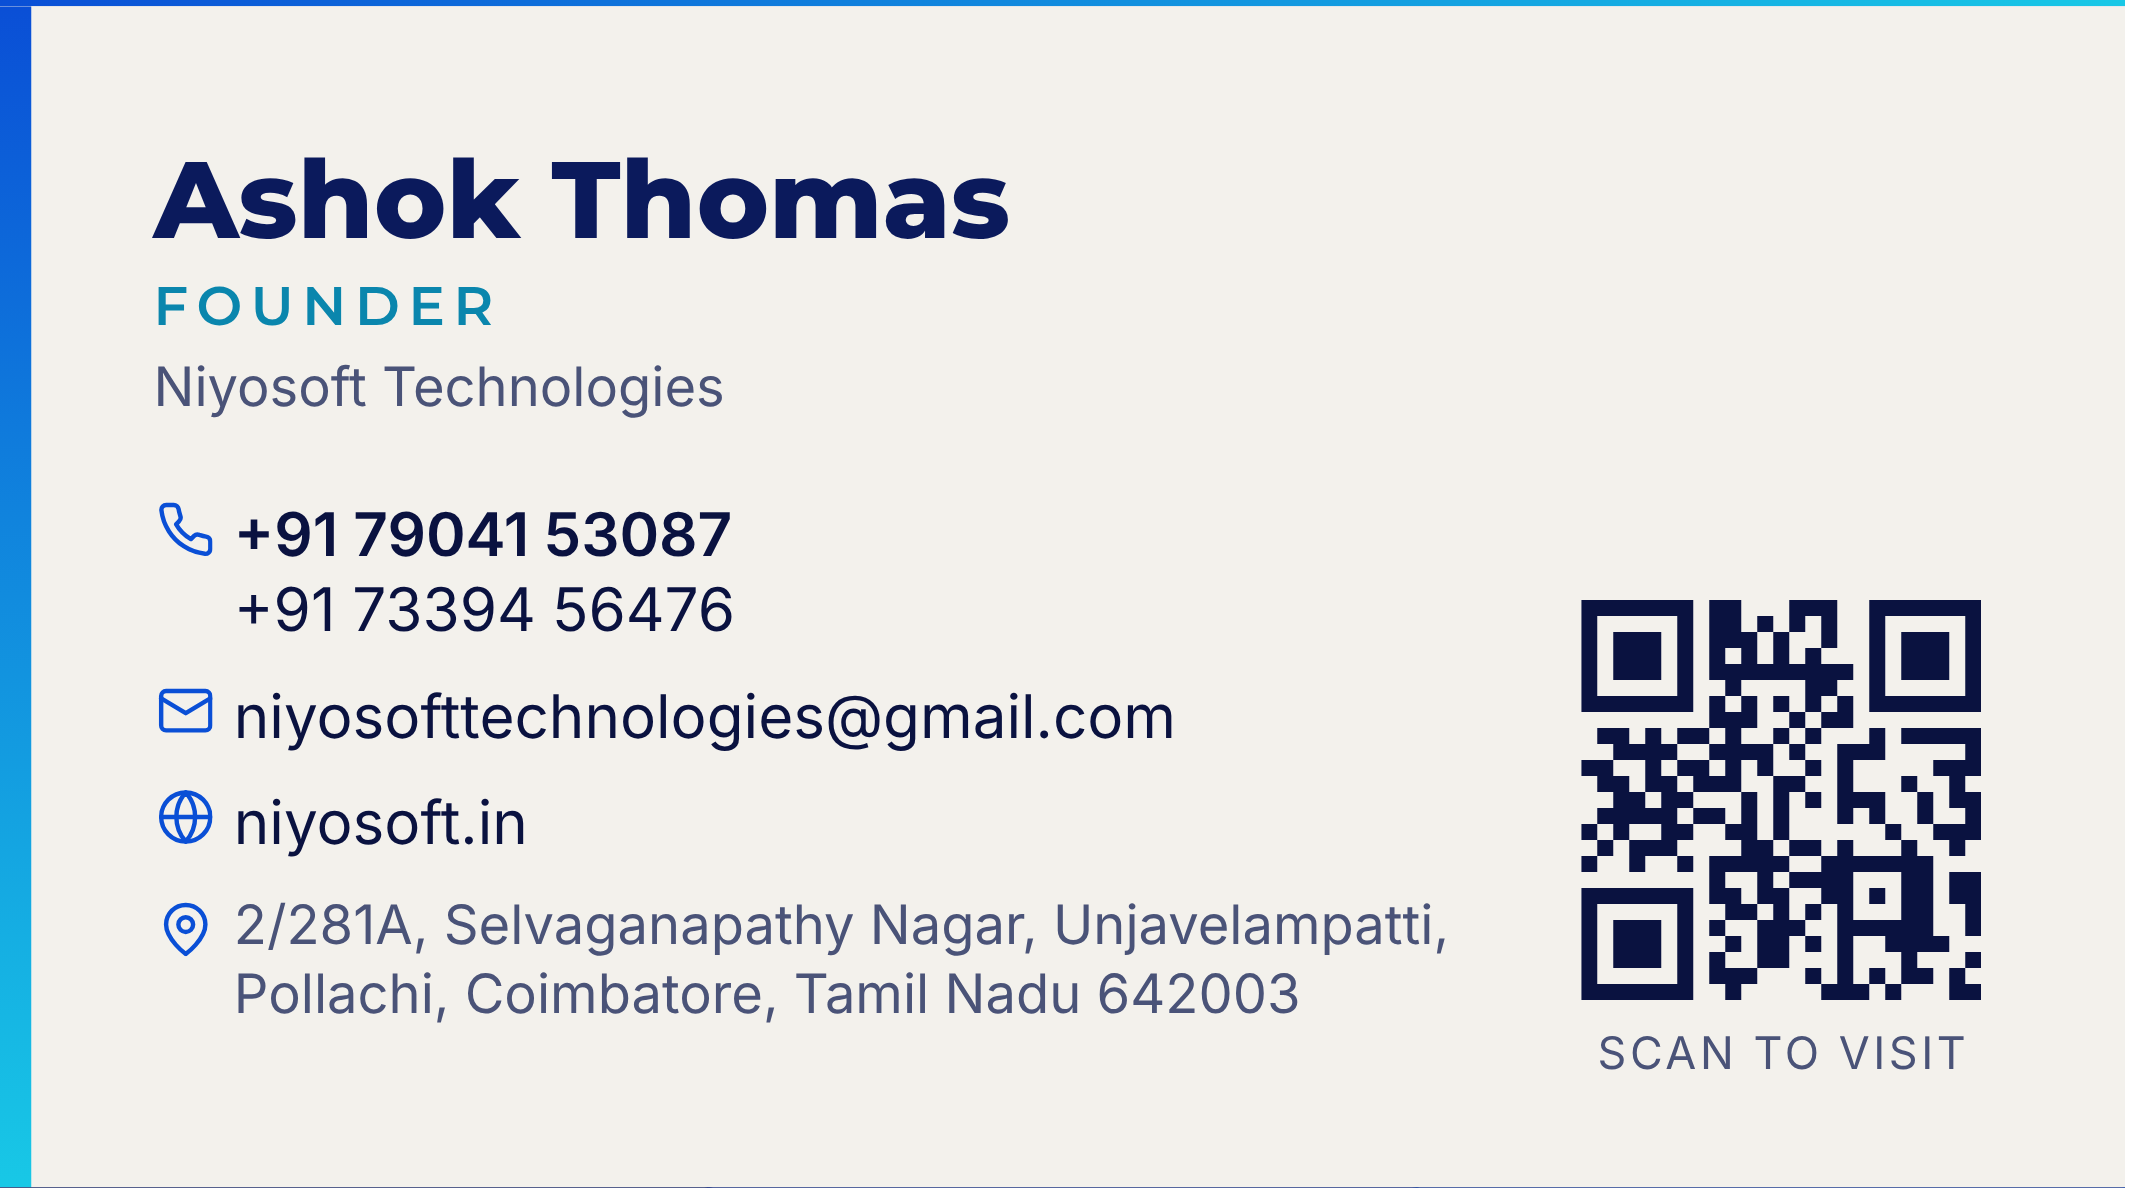 Ashok Thomas
FOUNDER
Niyosoft Technologies
+91 79041 53087
+91 73394 56476
niyosofttechnologies@gmail.com
niyosoft.in
2/281A, Selvaganapathy Nagar, Unjavelampatti,
Pollachi, Coimbatore, Tamil Nadu 642003
SCAN TO VISIT